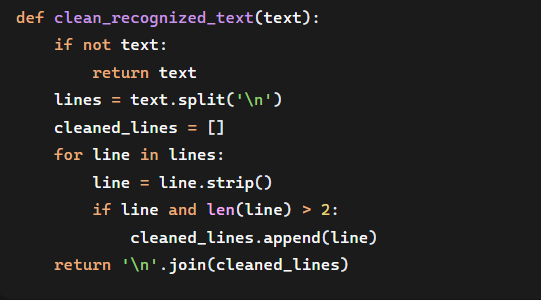 def clean_recognized_text(text):
    if not text:
        return text
    lines = text.split('\n')
    cleaned_lines = []
    for line in lines:
        line = line.strip()
        if line and len(line) > 2:
            cleaned_lines.append(line)
    return '\n'.join(cleaned_lines)